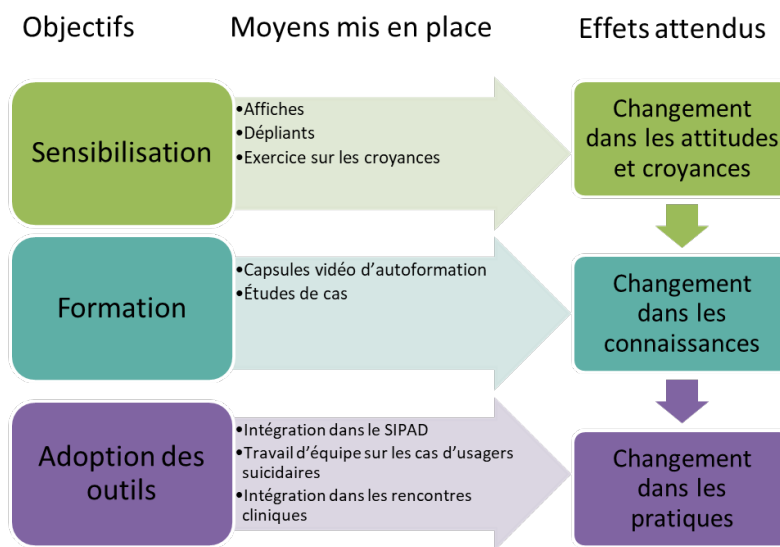 Objectifs
Moyens mis en place
Effets attendus
Sensibilisation
•Affiches
•Dépliants
•Exercice sur les croyances
Changement
dans les attitudes
et croyances
Formation
•Capsules vidéo d'autoformation
•Études de cas
Changement
dans les
connaissances
Adoption des
outils
•Intégration dans le SIPAD
•Travail d'équipe sur les cas d'usagers
suicidaires
•Intégration dans les rencontres
cliniques
Changement
dans les
pratiques